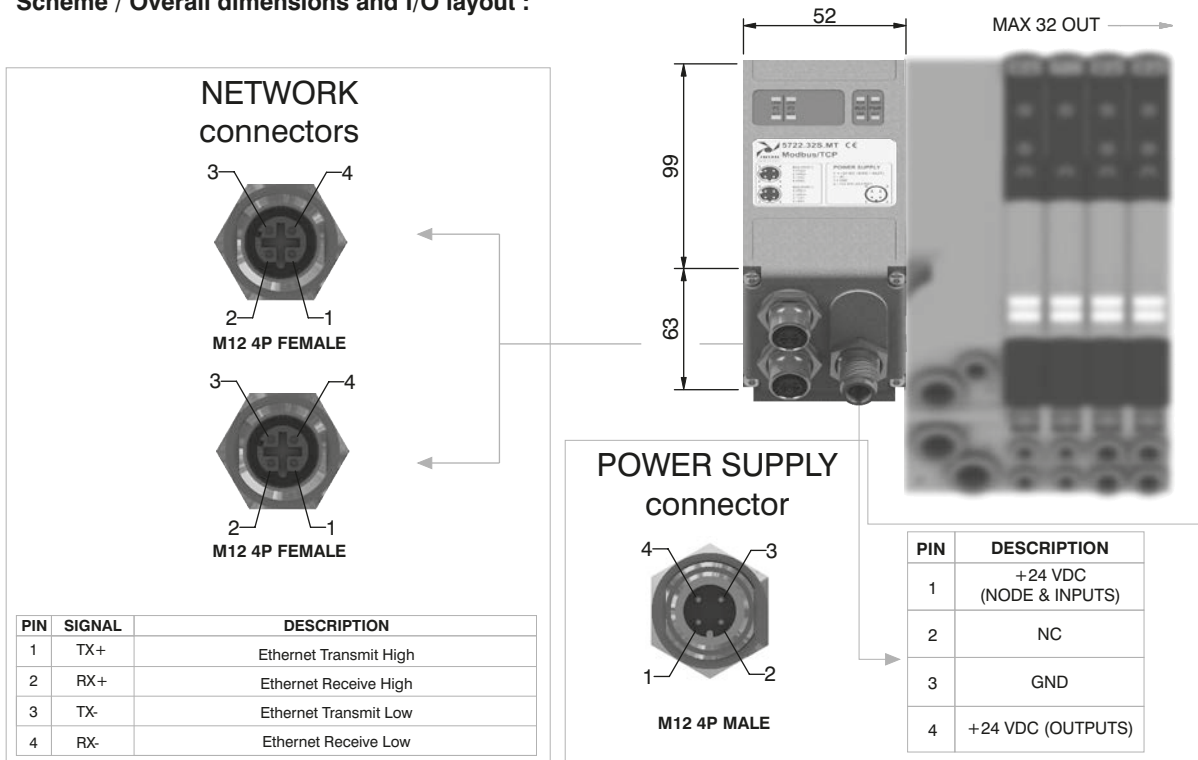 Scheme / Overall dimensions and I/O layout :
52
MAX 32 OUT
99
63
5722.32S.MT CE
Modbus/TCP
POWER SUPPLY
NETWORK
connectors
3
4
2
1
M12 4P FEMALE
3
4
2
1
M12 4P FEMALE
PIN SIGNAL DESCRIPTION
1 TX+ Ethernet Transmit High
2 RX+ Ethernet Receive High
3 TX- Ethernet Transmit Low
4 RX- Ethernet Receive Low
POWER SUPPLY
connector
4
3
1
2
M12 4P MALE
PIN DESCRIPTION
1 +24 VDC
(NODE & INPUTS)
2 NC
3 GND
4 +24 VDC (OUTPUTS)